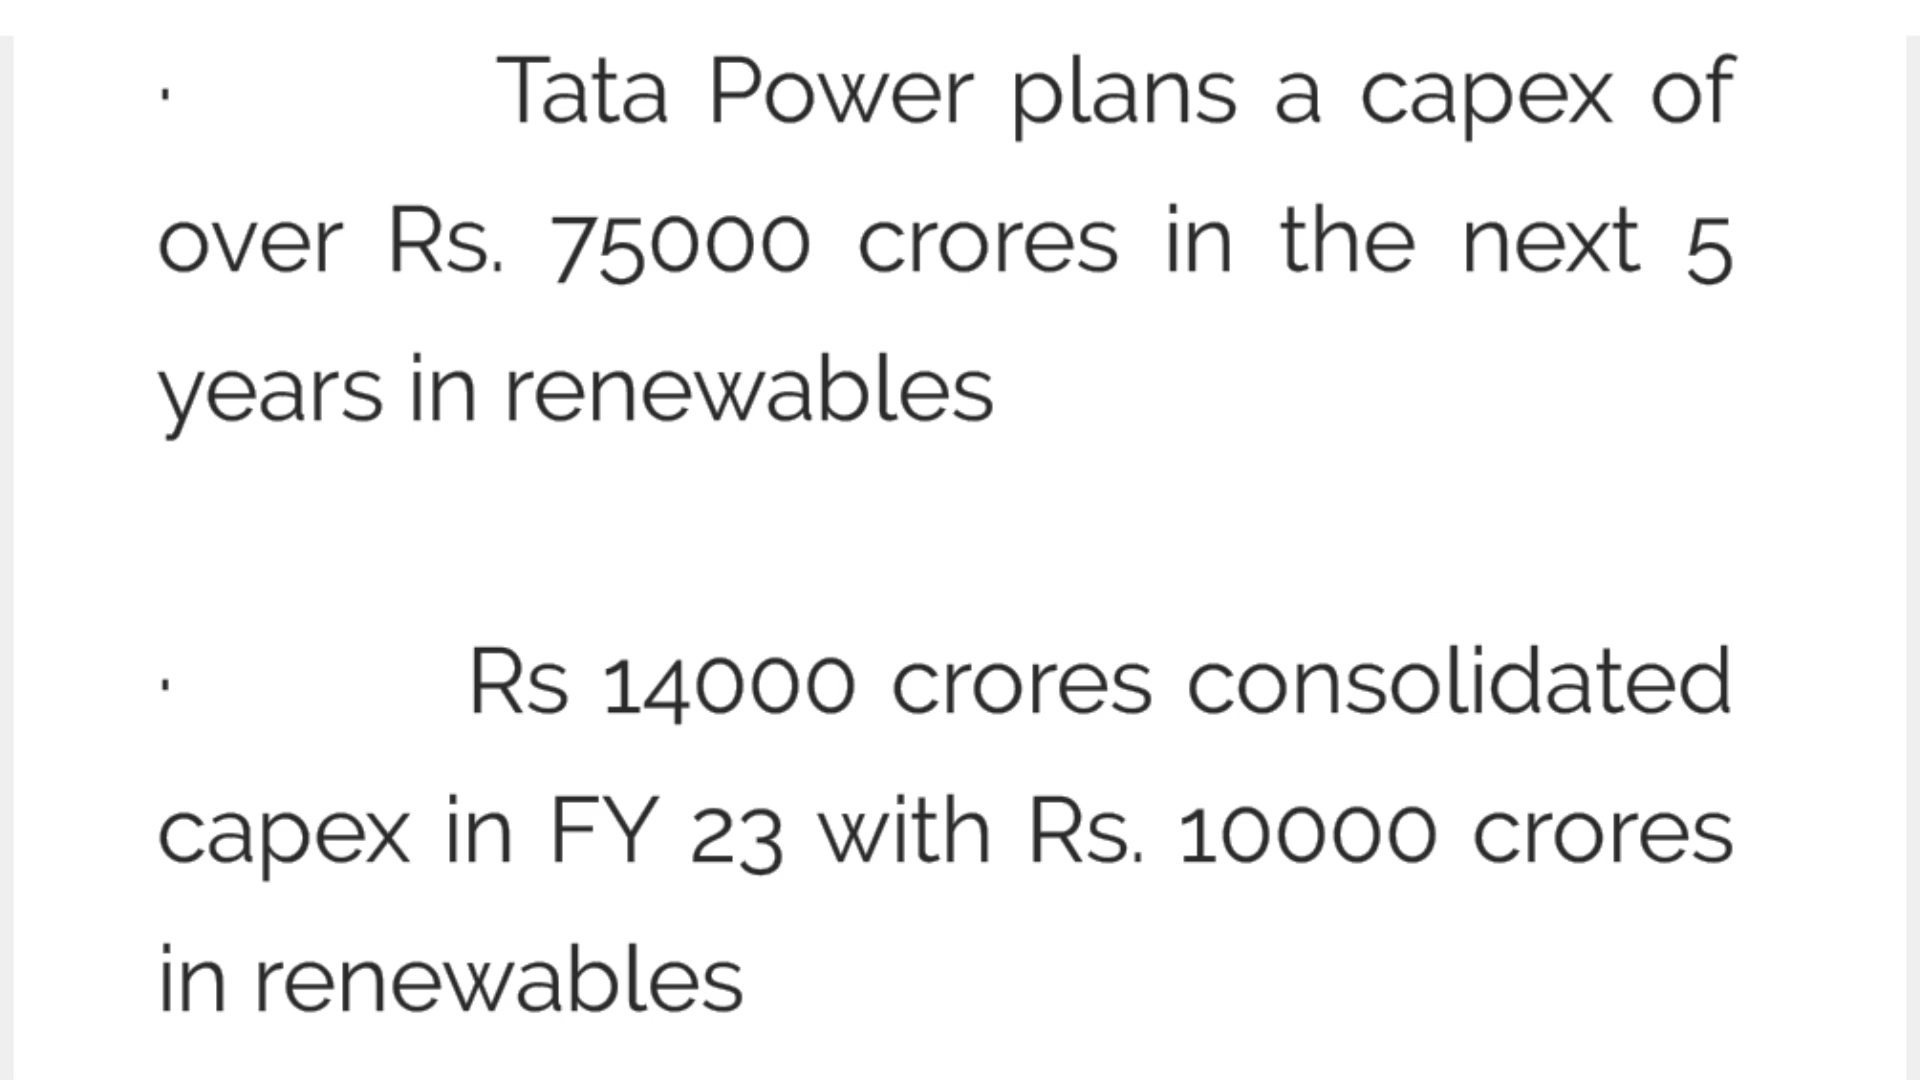 · Tata Power plans a capex of
over Rs. 75000 crores in the next 5
years in renewables
· Rs 14000 crores consolidated
capex in FY 23 with Rs. 10000 crores
in renewables